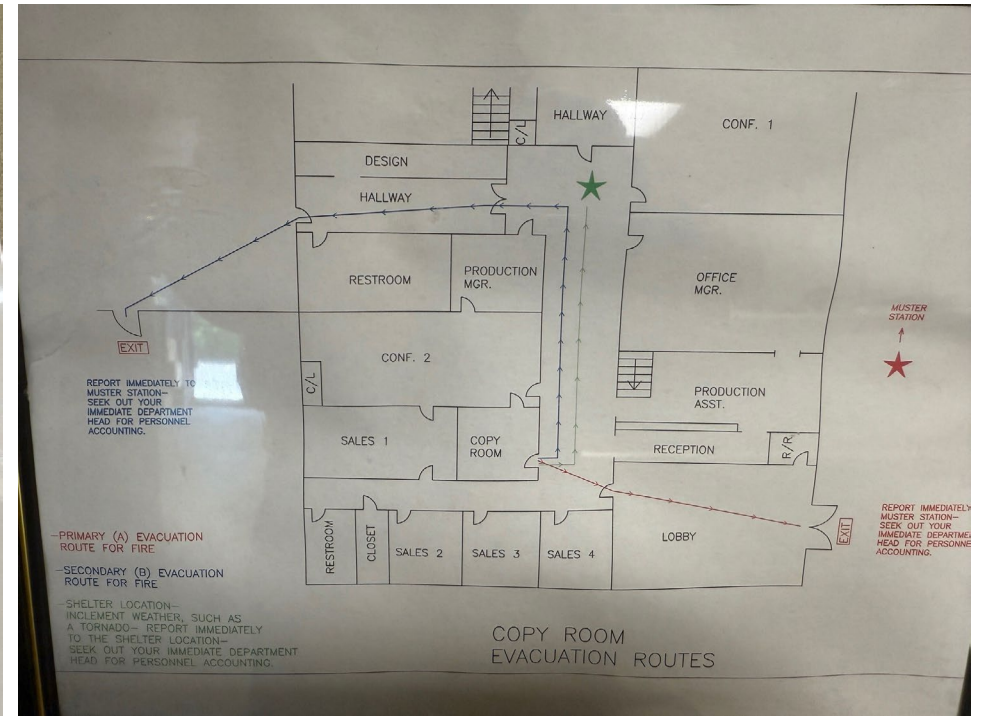 HALLWAY
C/L
CONF. 1
DESIGN
HALLWAY
RESTROOM
PRODUCTION
MGR.
OFFICE
MGR.
MUSTER
STATION
EXIT
CONF. 2
C/L
REPORT IMMEDIATELY TO
MUSTER STATION-
SEEK OUT YOUR
IMMEDIATE DEPARTMENT
HEAD FOR PERSONNEL
ACCOUNTING.
PRODUCTION
ASST.
SALES 1
COPY
ROOM
RECEPTION
R/R
REPORT IMMEDIATELY
MUSTER STATION-
SEEK OUT YOUR
IMMEDIATE
HEAD FOR
ACCOUNTING.
EXIT
LOBBY
RESTROOM
CLOSET
SALES 2
SALES 3
SALES 4
-PRIMARY (A) EVACUATION
ROUTE FOR FIRE
-SECONDARY (B) EVACUATION
ROUTE FOR FIRE
-SHELTER LOCATION-
INCLEMENT WEATHER, SUCH AS
A TORNADO- REPORT IMMEDIATELY
TO THE SHELTER LOCATION-
SEEK OUT YOUR IMMEDIATE DEPARTMENT
HEAD FOR PERSONNEL ACCOUNTING.
COPY ROOM
EVACUATION ROUTES